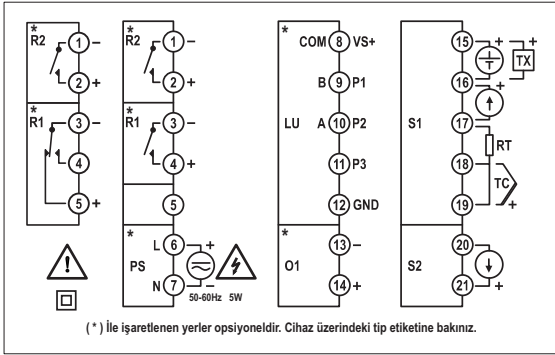 * R2 1 –
2 +
* R1 3 –
4
5 +
* R2 1 –
2 +
* R1 3 –
4 +
5
* L 6 +
PS
N 7 –
50-60Hz 5W
* COM 8 VS+
B 9 P1
LU A 10 P2
11 P3
12 GND
* 13 –
O1
14 +
15 + +
TX
16 +
S1 17
RT
18
TC
19 +
20
S2
21 +
( * ) İle işaretlenen yerler opsiyoneldir. Cihaz üzerindeki tip etiketine bakınız.